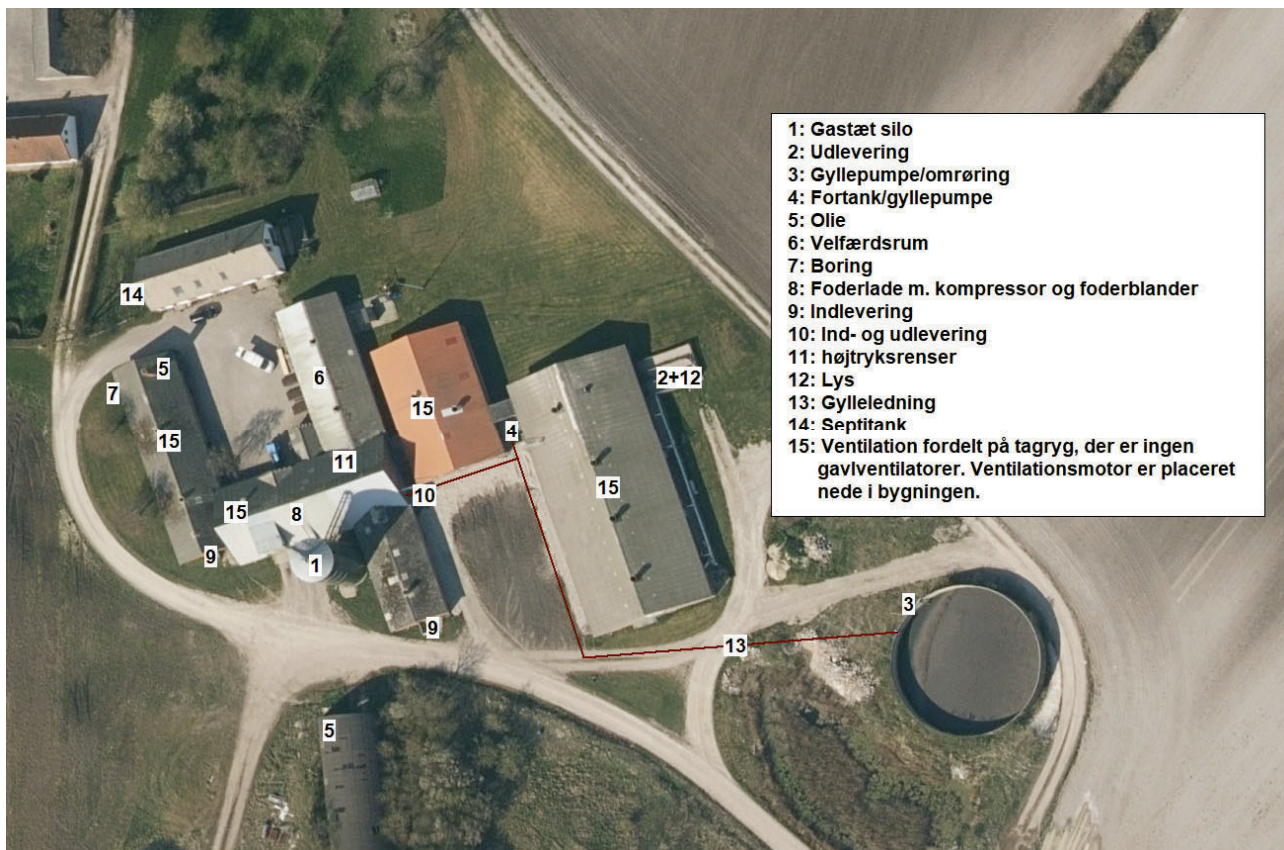 1: Gastæt silo
2: Udlevering
3: Gyllepumpe/omrøring
4: Fortank/gyllepumpe
5: Olie
6: Velfærdsrum
7: Boring
8: Foderlade m. kompressor og foderblander
9: Indlevering
10: Ind- og udlevering
11: højtryksrenser
12: Lys
13: Gylleledning
14: Septitank
15: Ventilation fordelt på tagryg, der er ingen
gavlventilatorer. Ventilationsmotor er placeret
nede i bygningen.
14
5
7
6
2+12
15
15
4
11
15
10
15
8
9
1
3
9
13
5